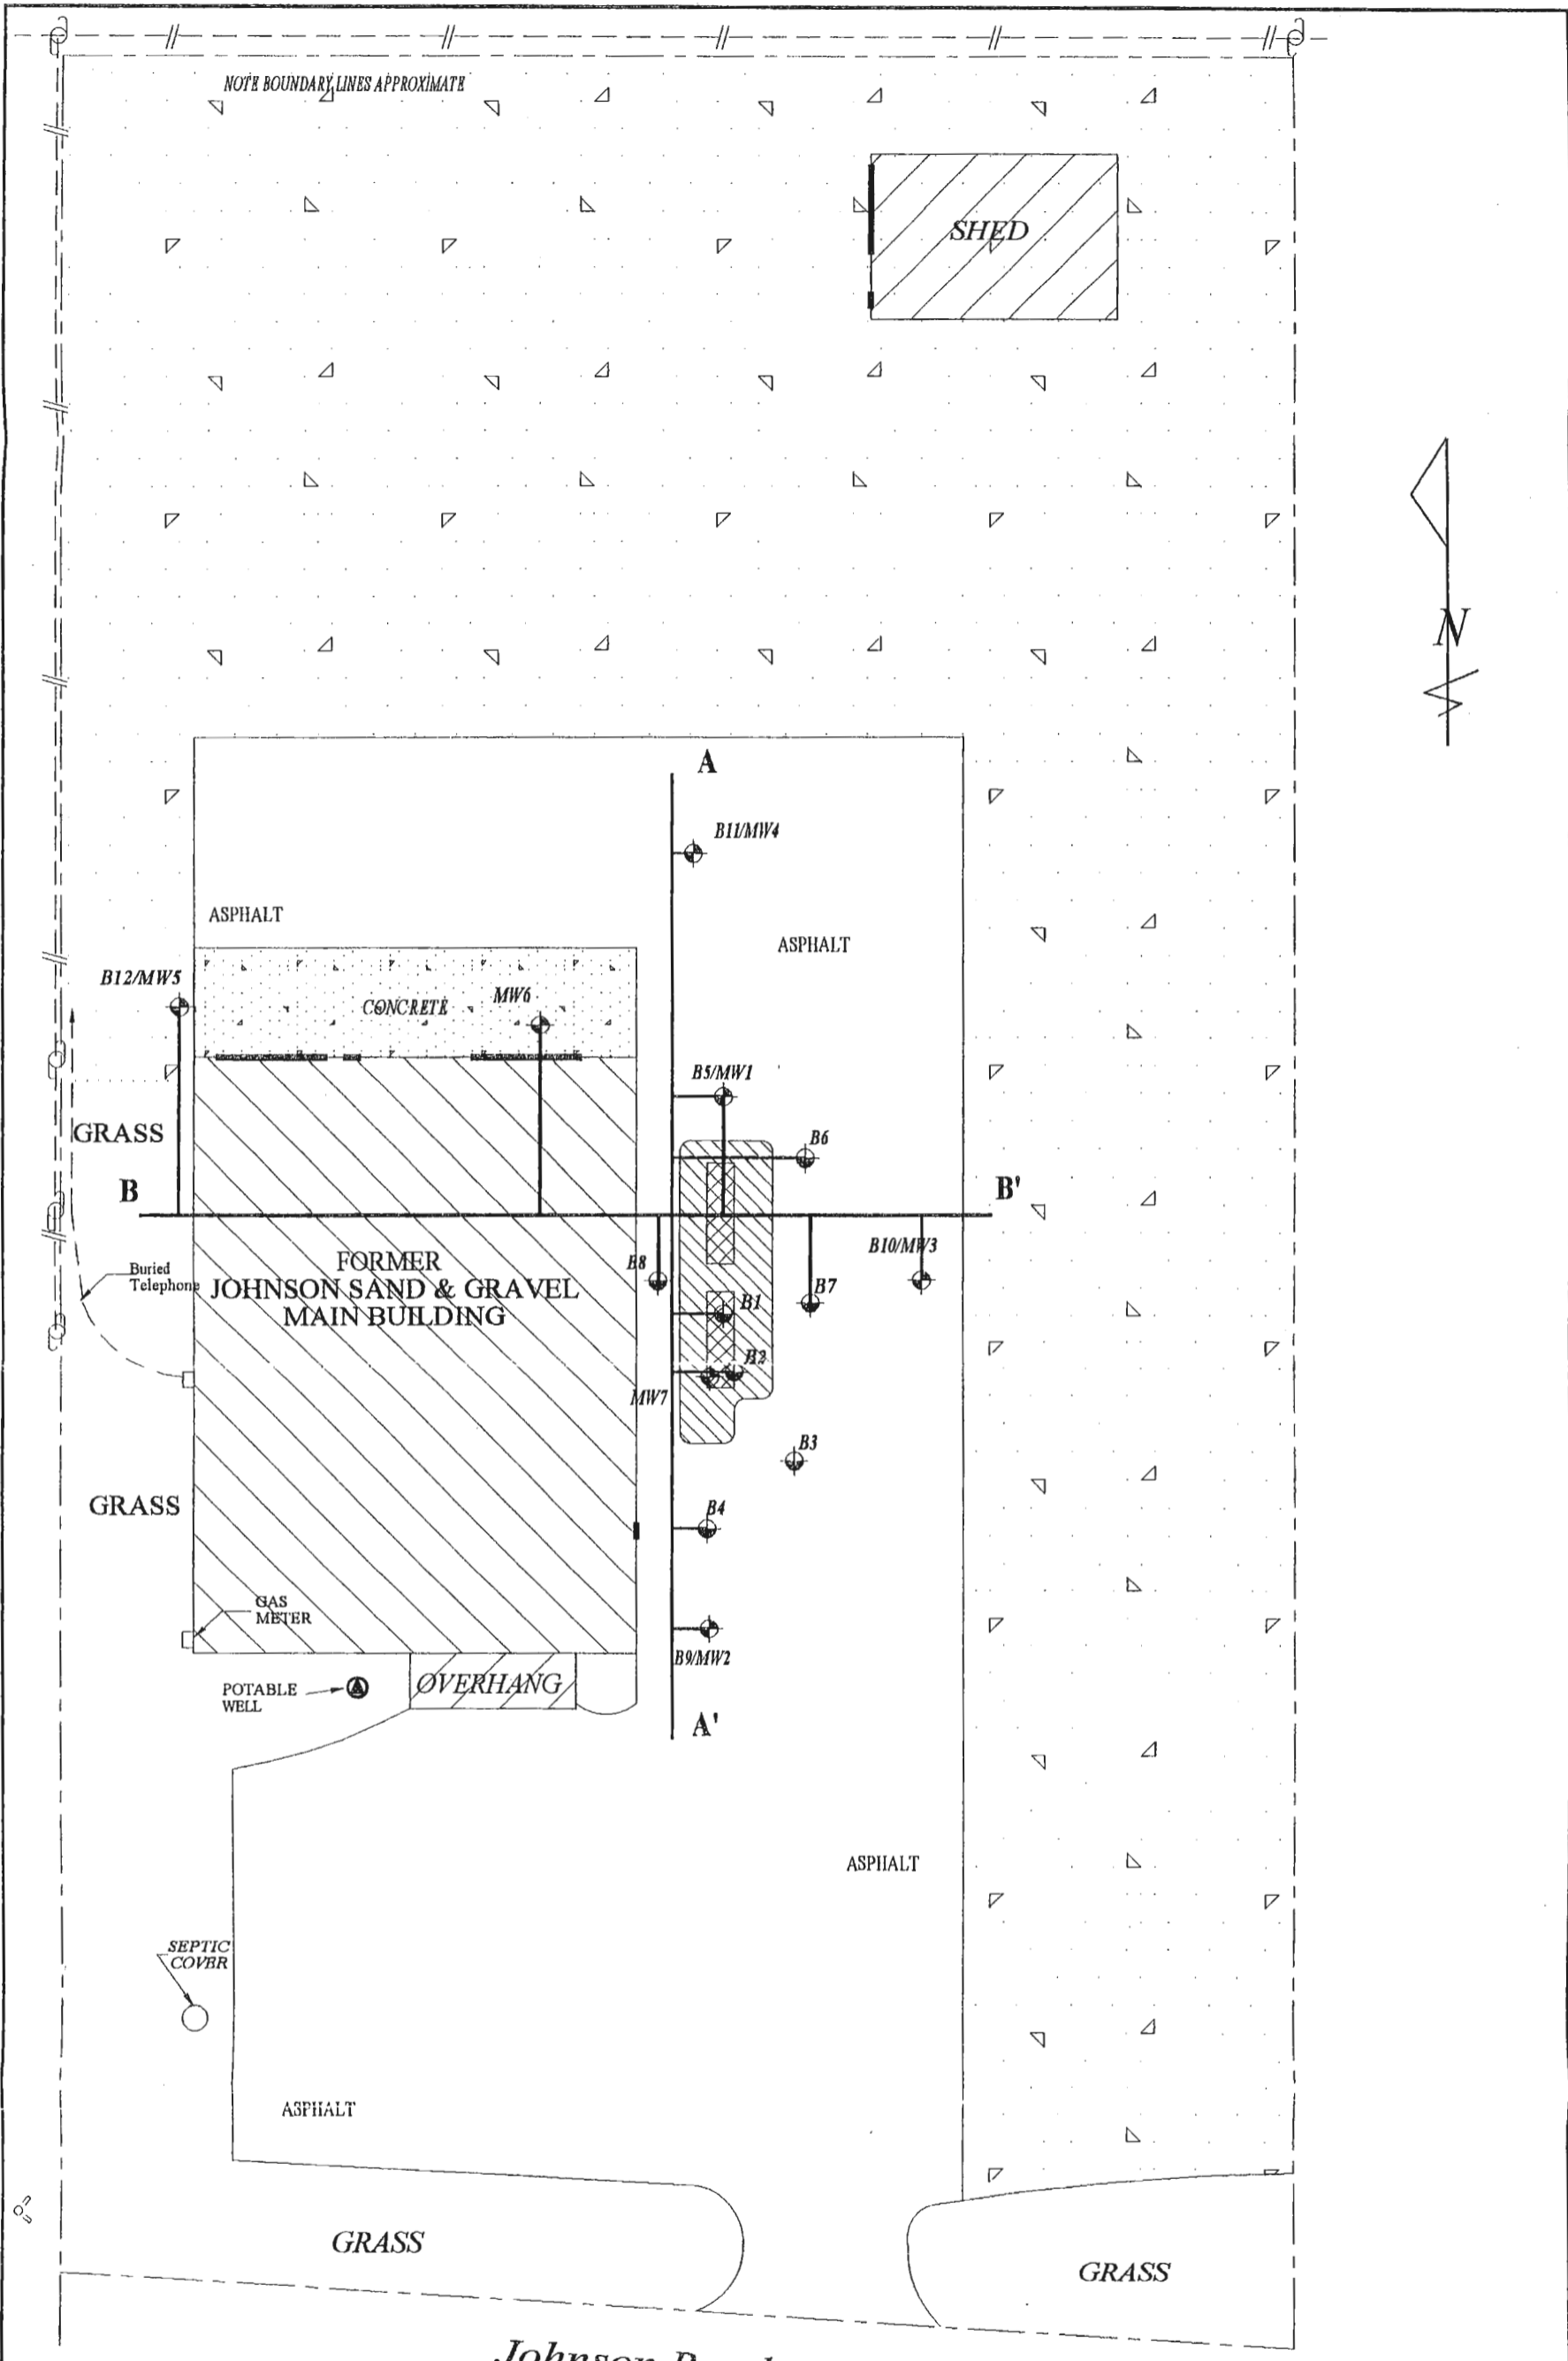 NOTE BOUNDARY LINES APPROXIMATE
SHED
N
A
B11/MW4
ASPHALT
ASPHALT
B12/MW5
CONCRETE
MW6
B5/MW1
GRASS
B6
B
B'
B10/MW3
B8
FORMER
JOHNSON SAND & GRAVEL
MAIN BUILDING
Buried
Telephone
B7
B1
B2
MW7
B3
GRASS
B4
GAS
METER
B9/MW2
POTABLE
WELL
OVERHANG
A'
ASPHALT
SEPTIC
COVER
ASPHALT
GRASS
GRASS
Johnson